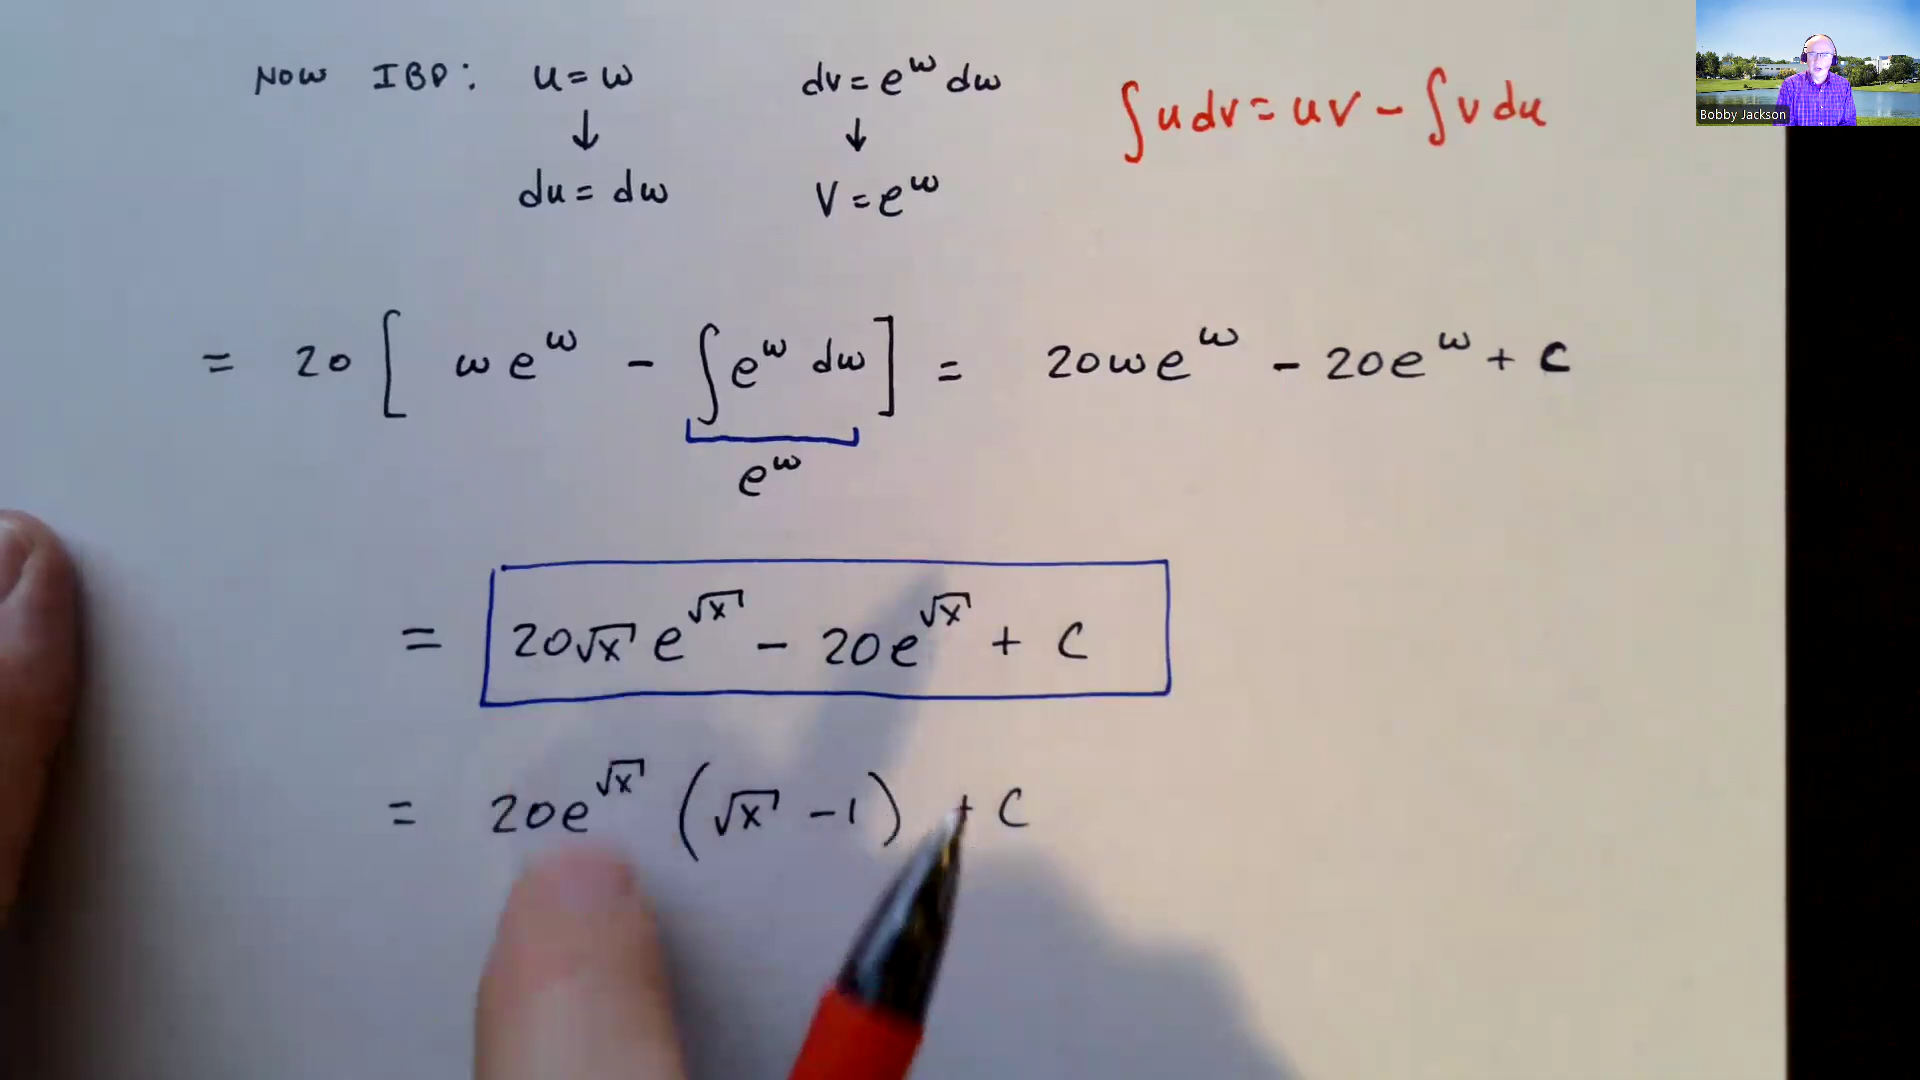 Now IBP: u = w dv = e^w dw ∫u dv = uv - ∫v du
↓ ↓
du = dw V = e^w
= 20 [ w e^w - ∫e^w dw ] = 20we^w - 20e^w + C
e^w
= 20√x e^√x - 20e^√x + C
= 20e^√x (√x - 1) + C
Bobby Jackson